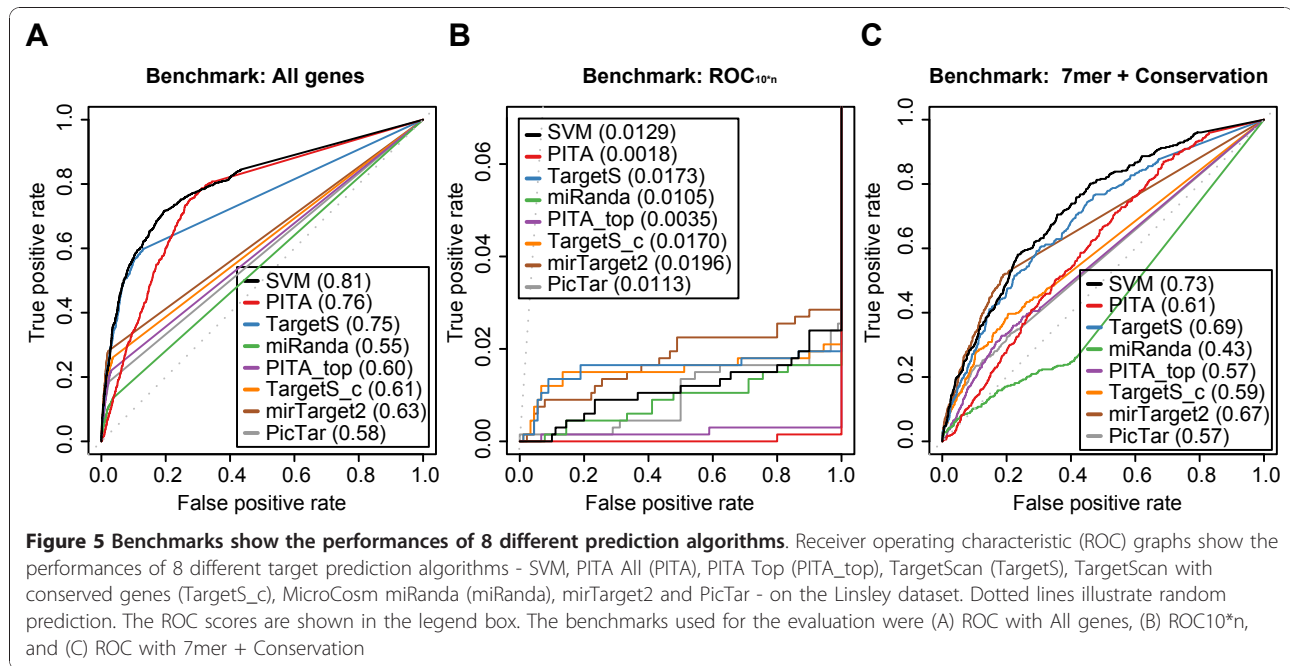 A
Benchmark: All genes
True positive rate
1.0
0.8
0.6
0.4
0.2
0.0
SVM (0.81)
PITA (0.76)
TargetS (0.75)
miRanda (0.55)
PITA_top (0.60)
TargetS_c (0.61)
mirTarget2 (0.63)
PicTar (0.58)
0.0 0.2 0.4 0.6 0.8 1.0
False positive rate
B
Benchmark: ROC10*n
True positive rate
0.06
0.04
0.02
0.00
SVM (0.0129)
PITA (0.0018)
TargetS (0.0173)
miRanda (0.0105)
PITA_top (0.0035)
TargetS_c (0.0170)
mirTarget2 (0.0196)
PicTar (0.0113)
0.0 0.2 0.4 0.6 0.8 1.0
False positive rate
C
Benchmark: 7mer + Conservation
True positive rate
1.0
0.8
0.6
0.4
0.2
0.0
SVM (0.73)
PITA (0.61)
TargetS (0.69)
miRanda (0.43)
PITA_top (0.57)
TargetS_c (0.59)
mirTarget2 (0.67)
PicTar (0.57)
0.0 0.2 0.4 0.6 0.8 1.0
False positive rate
Figure 5 Benchmarks show the performances of 8 different prediction algorithms. Receiver operating characteristic (ROC) graphs show the
performances of 8 different target prediction algorithms - SVM, PITA All (PITA), PITA Top (PITA_top), TargetScan (TargetS), TargetScan with
conserved genes (TargetS_c), MicroCosm miRanda (miRanda), mirTarget2 and PicTar - on the Linsley dataset. Dotted lines illustrate random
prediction. The ROC scores are shown in the legend box. The benchmarks used for the evaluation were (A) ROC with All genes, (B) ROC10*n,
and (C) ROC with 7mer + Conservation